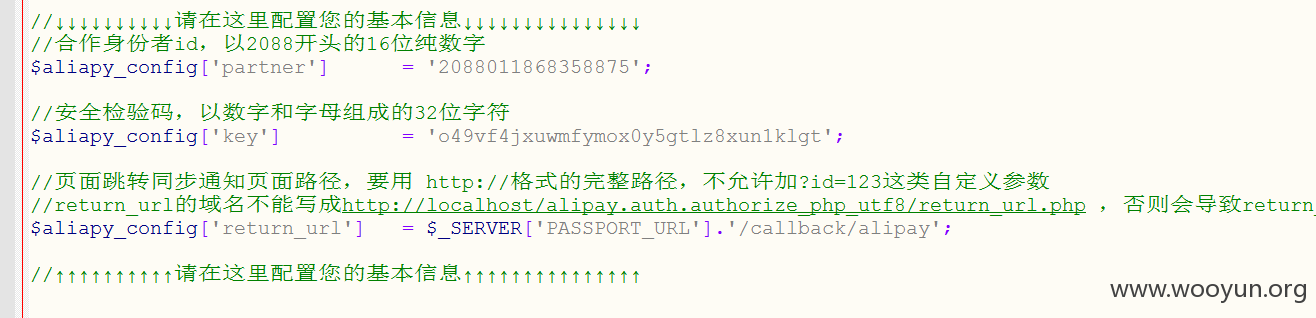 //↓↓↓↓↓↓↓↓↓↓请在这里配置您的基本信息↓↓↓↓↓↓↓↓↓↓↓↓↓↓↓
//合作身份者id，以2088开头的16位纯数字
$aliapy_config['partner']      = '2088011868358875';
//安全检验码，以数字和字母组成的32位字符
$aliapy_config['key']          = 'o49vf4jxuwmfymox0y5gtlz8xun1klgt';
//页面跳转同步通知页面路径，要用 http://格式的完整路径，不允许加?id=123这类自定义参数
//return_url的域名不能写成http://localhost/alipay.auth.authorize_php_utf8/return_url.php ，否则会导致return
$aliapy_config['return_url']   = $_SERVER['PASSPORT_URL'].'/callback/alipay';
//↑↑↑↑↑↑↑↑↑↑请在这里配置您的基本信息↑↑↑↑↑↑↑↑↑↑↑↑↑↑↑
www.wooyun.org